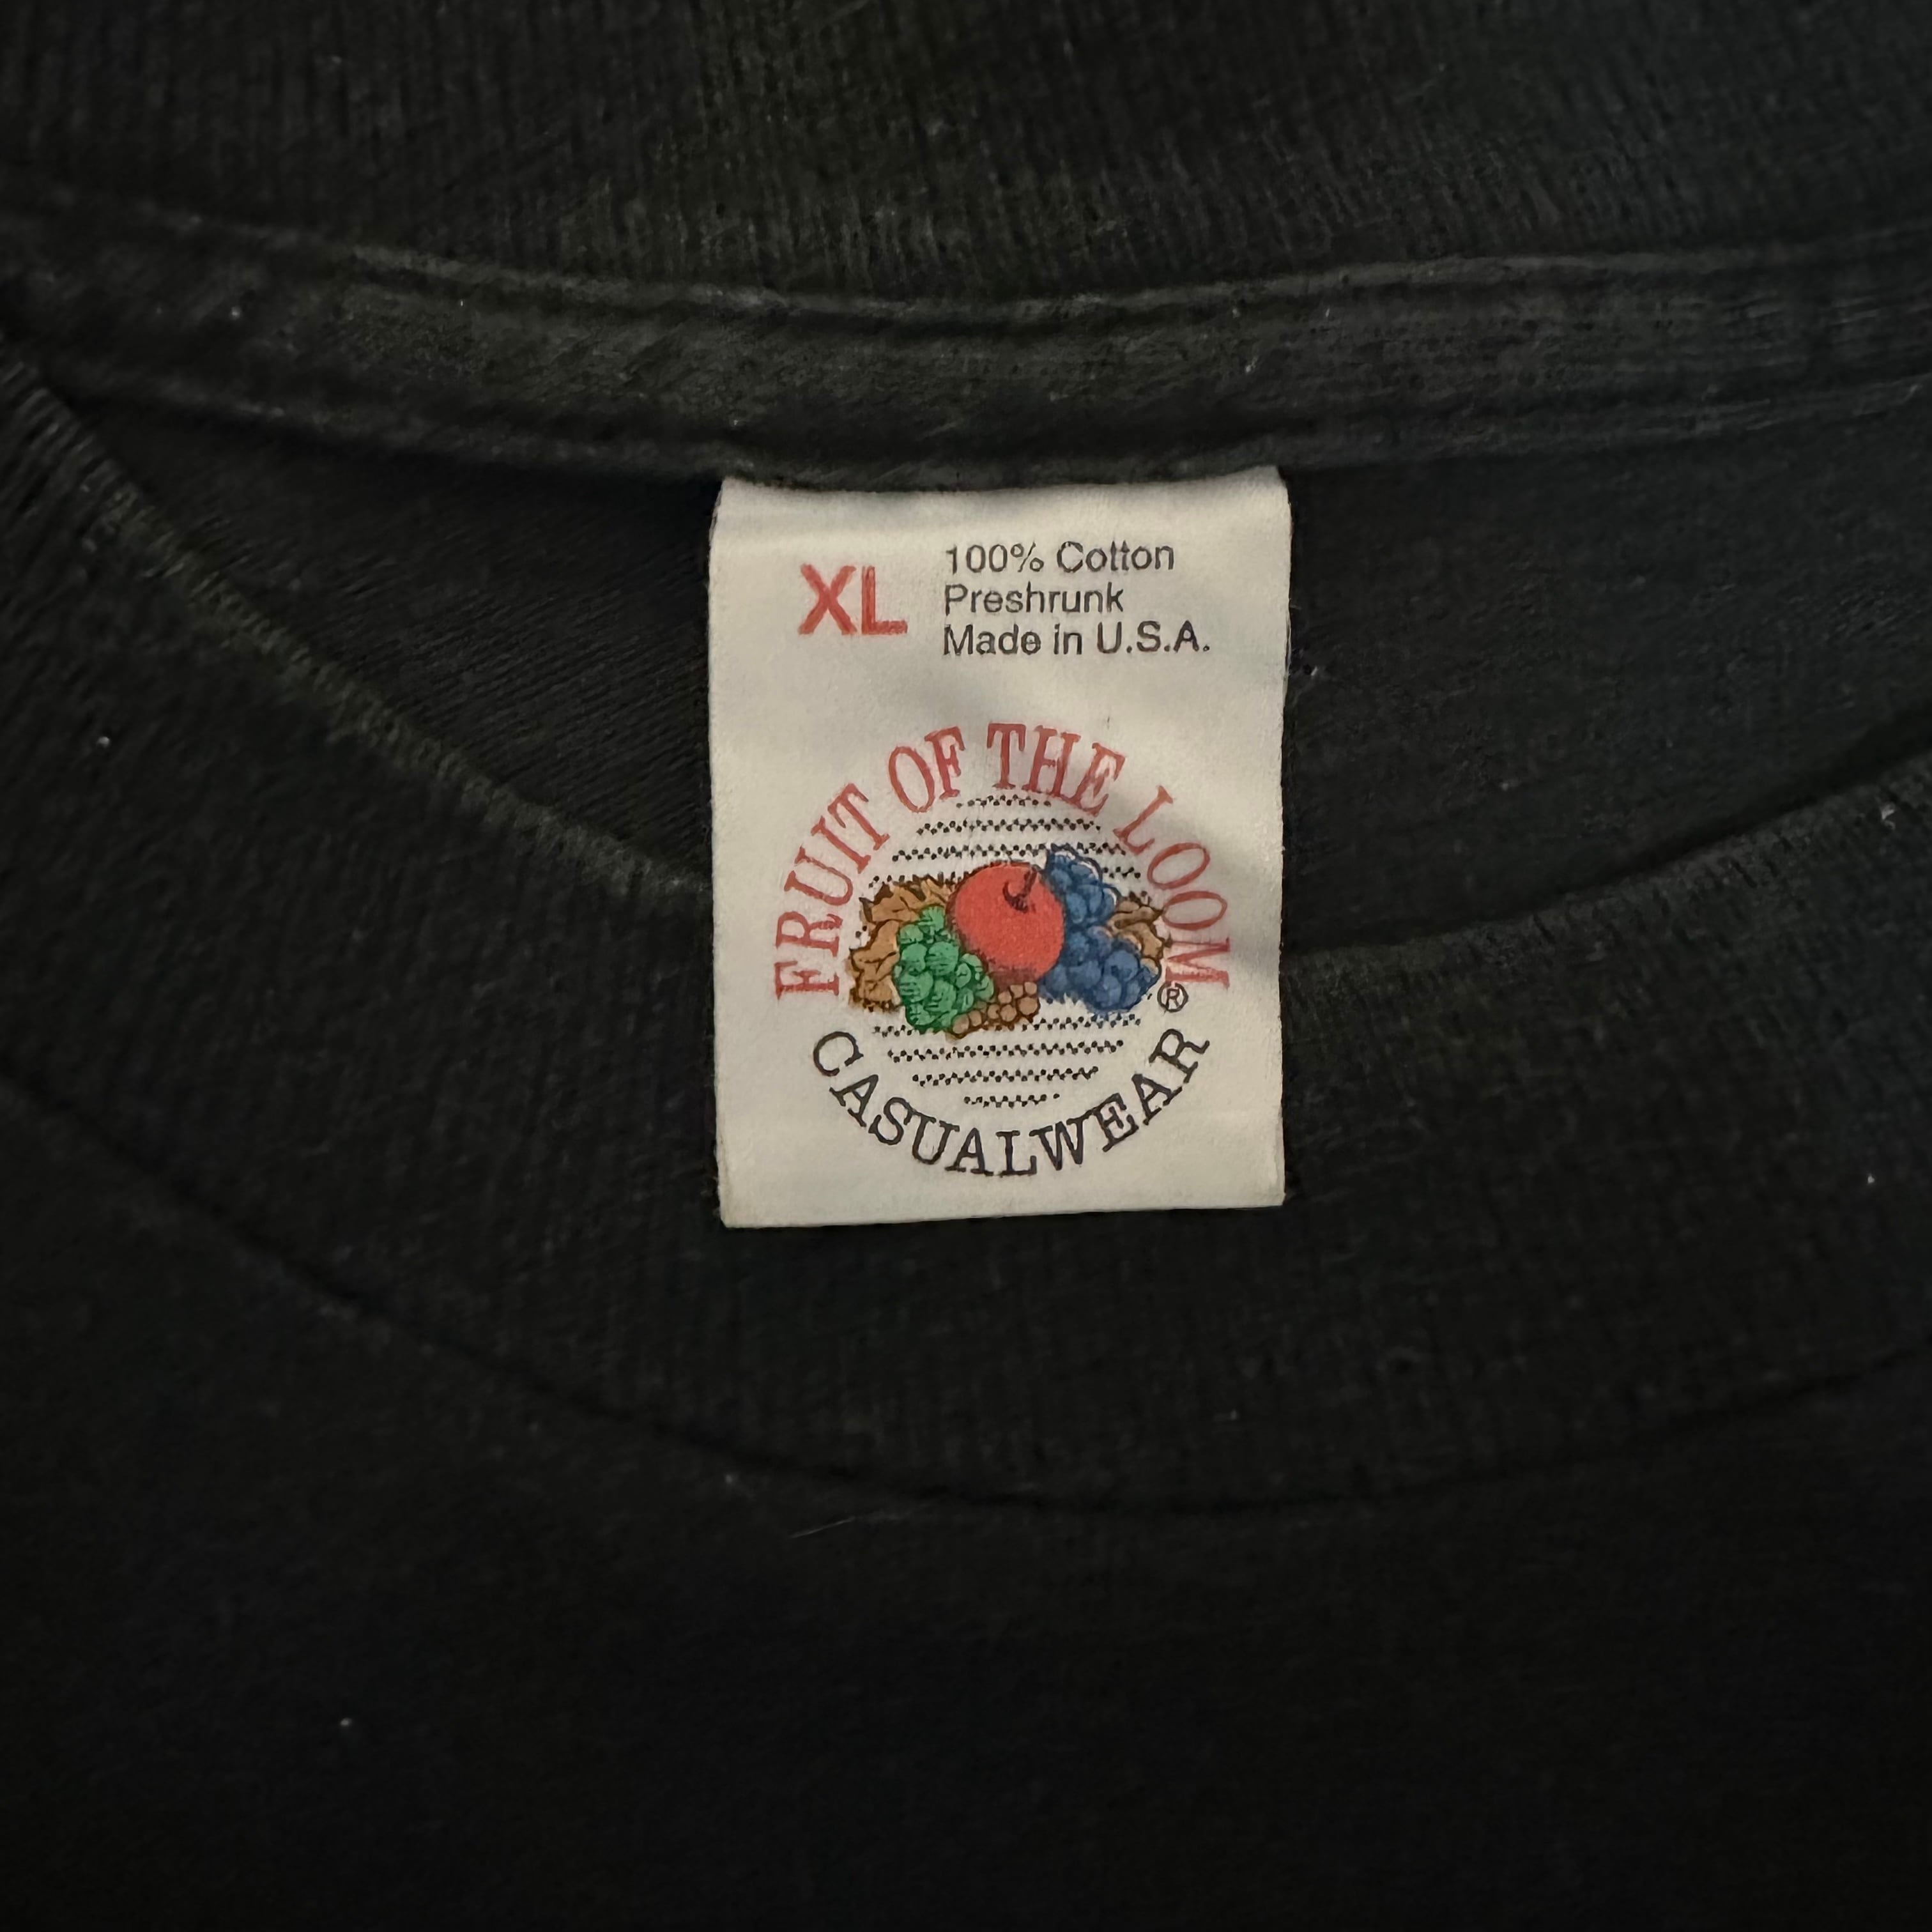 XL
100% Cotton
Preshrunk
Made in U.S.A.
FRUIT OF THE LOOM
®
CASUALWEAR